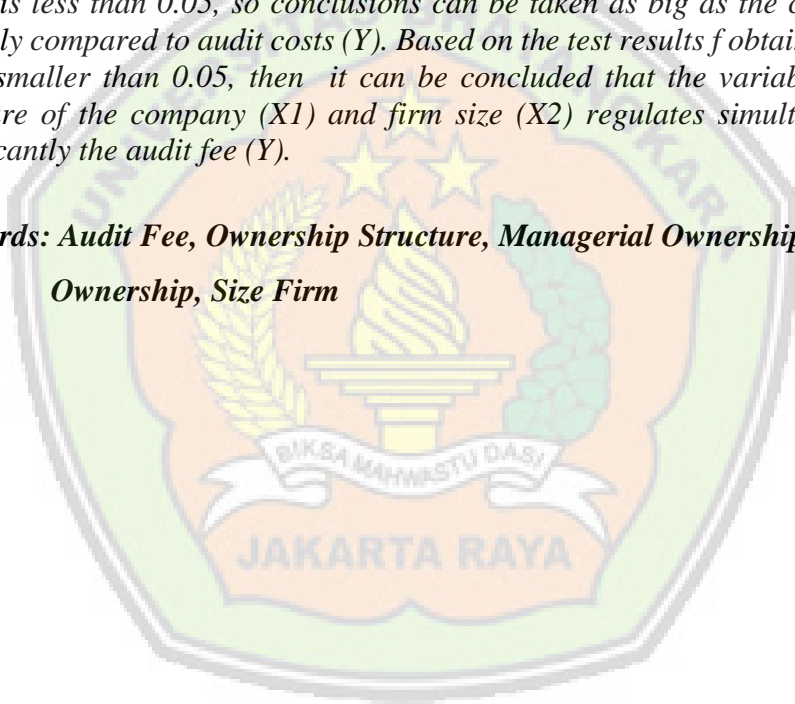 is less than 0.05, so conclusions can be taken as big as the c
ly compared to audit costs (Y). Based on the test results f obtai
smaller than 0.05, then it can be concluded that the variab
re of the company (X1) and firm size (X2) regulates simult
cantly the audit fee (Y).
rds: Audit Fee, Ownership Structure, Managerial Ownership
Ownership, Size Firm
BIKSA MAHWASTU DASI
JAKARTA RAYA